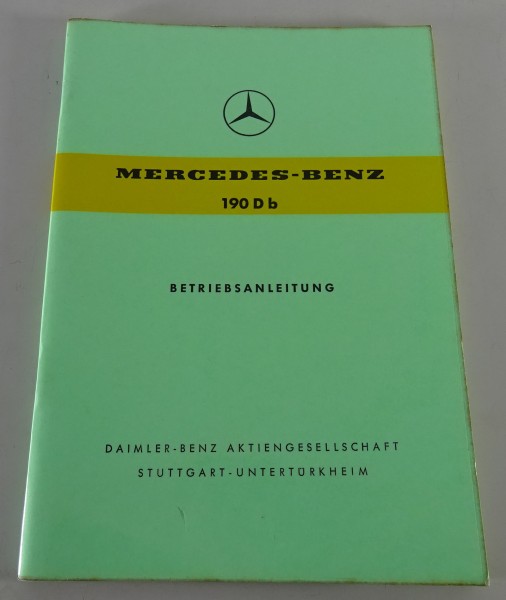 MERCEDES-BENZ
190 D b
BETRIEBSANLEITUNG
DAIMLER-BENZ AKTIENGESELLSCHAFT
STUTTGART-UNTERTÜRKHEIM